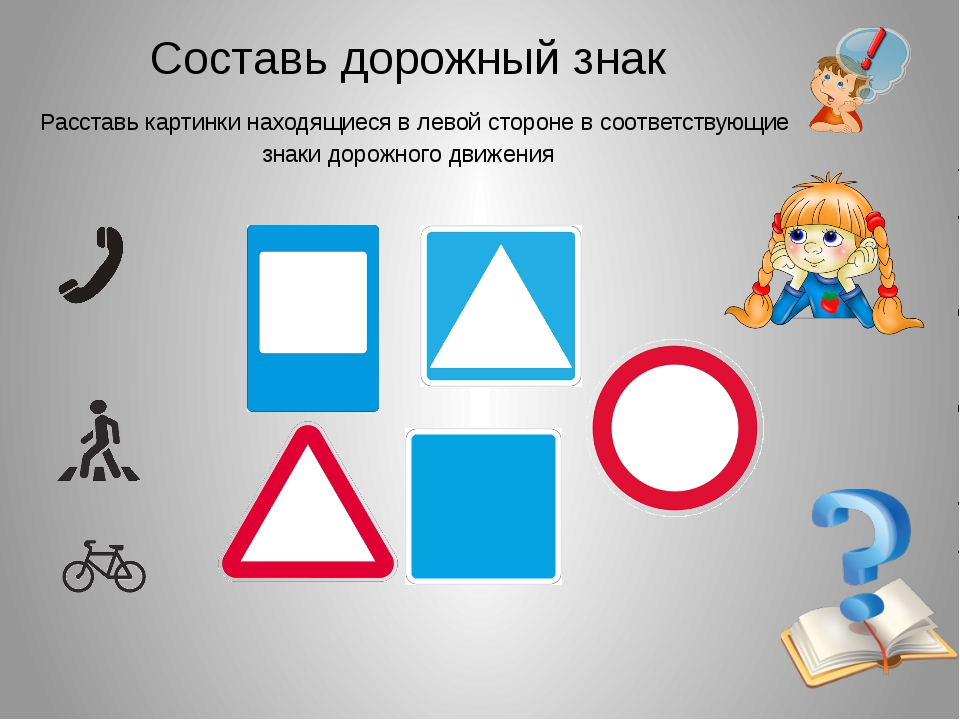 Составь дорожный знак
Расставь картинки находящиеся в левой стороне в соответствующие
знаки дорожного движения